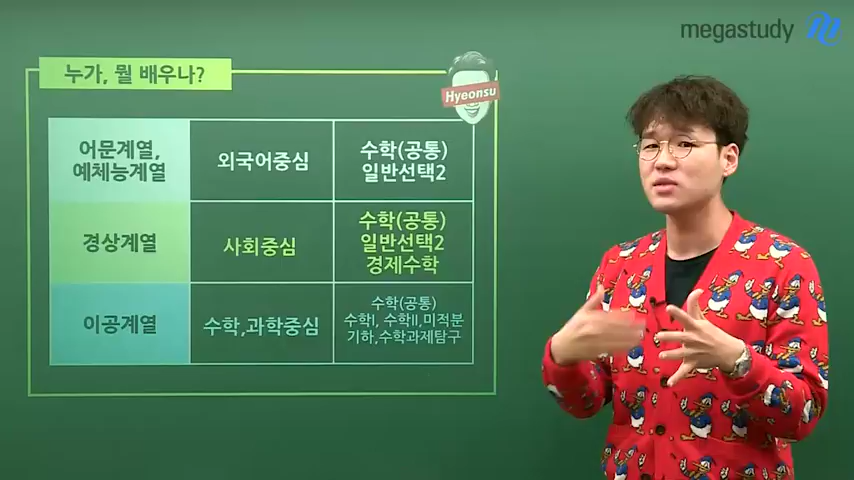 megastudy
누가, 뭘 배우나?
Hyeonsu
어문계열,
예체능계열
외국어중심
수학(공통)
일반선택2
경상계열
사회중심
수학(공통)
일반선택2
경제수학
이공계열
수학,과학중심
수학(공통)
수학I, 수학II,미적분
기하,수학과제탐구